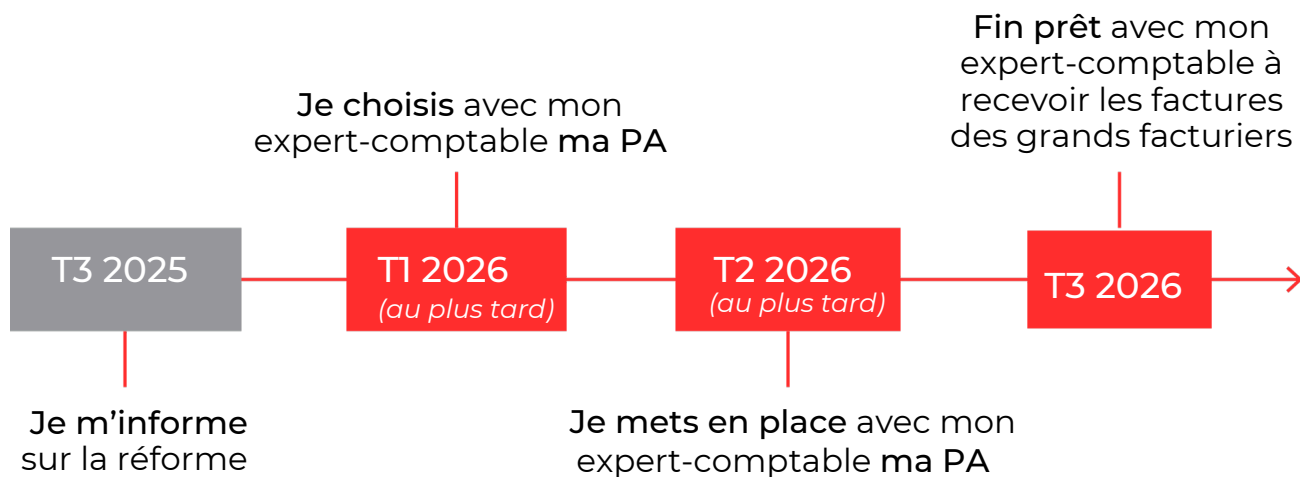 Fin prêt avec mon
expert-comptable à
recevoir les factures
des grands facturiers
Je choisis avec mon
expert-comptable ma PA
T3 2025
T1 2026
(au plus tard)
T2 2026
(au plus tard)
T3 2026
Je m'informe
sur la réforme
Je mets en place avec mon
expert-comptable ma PA